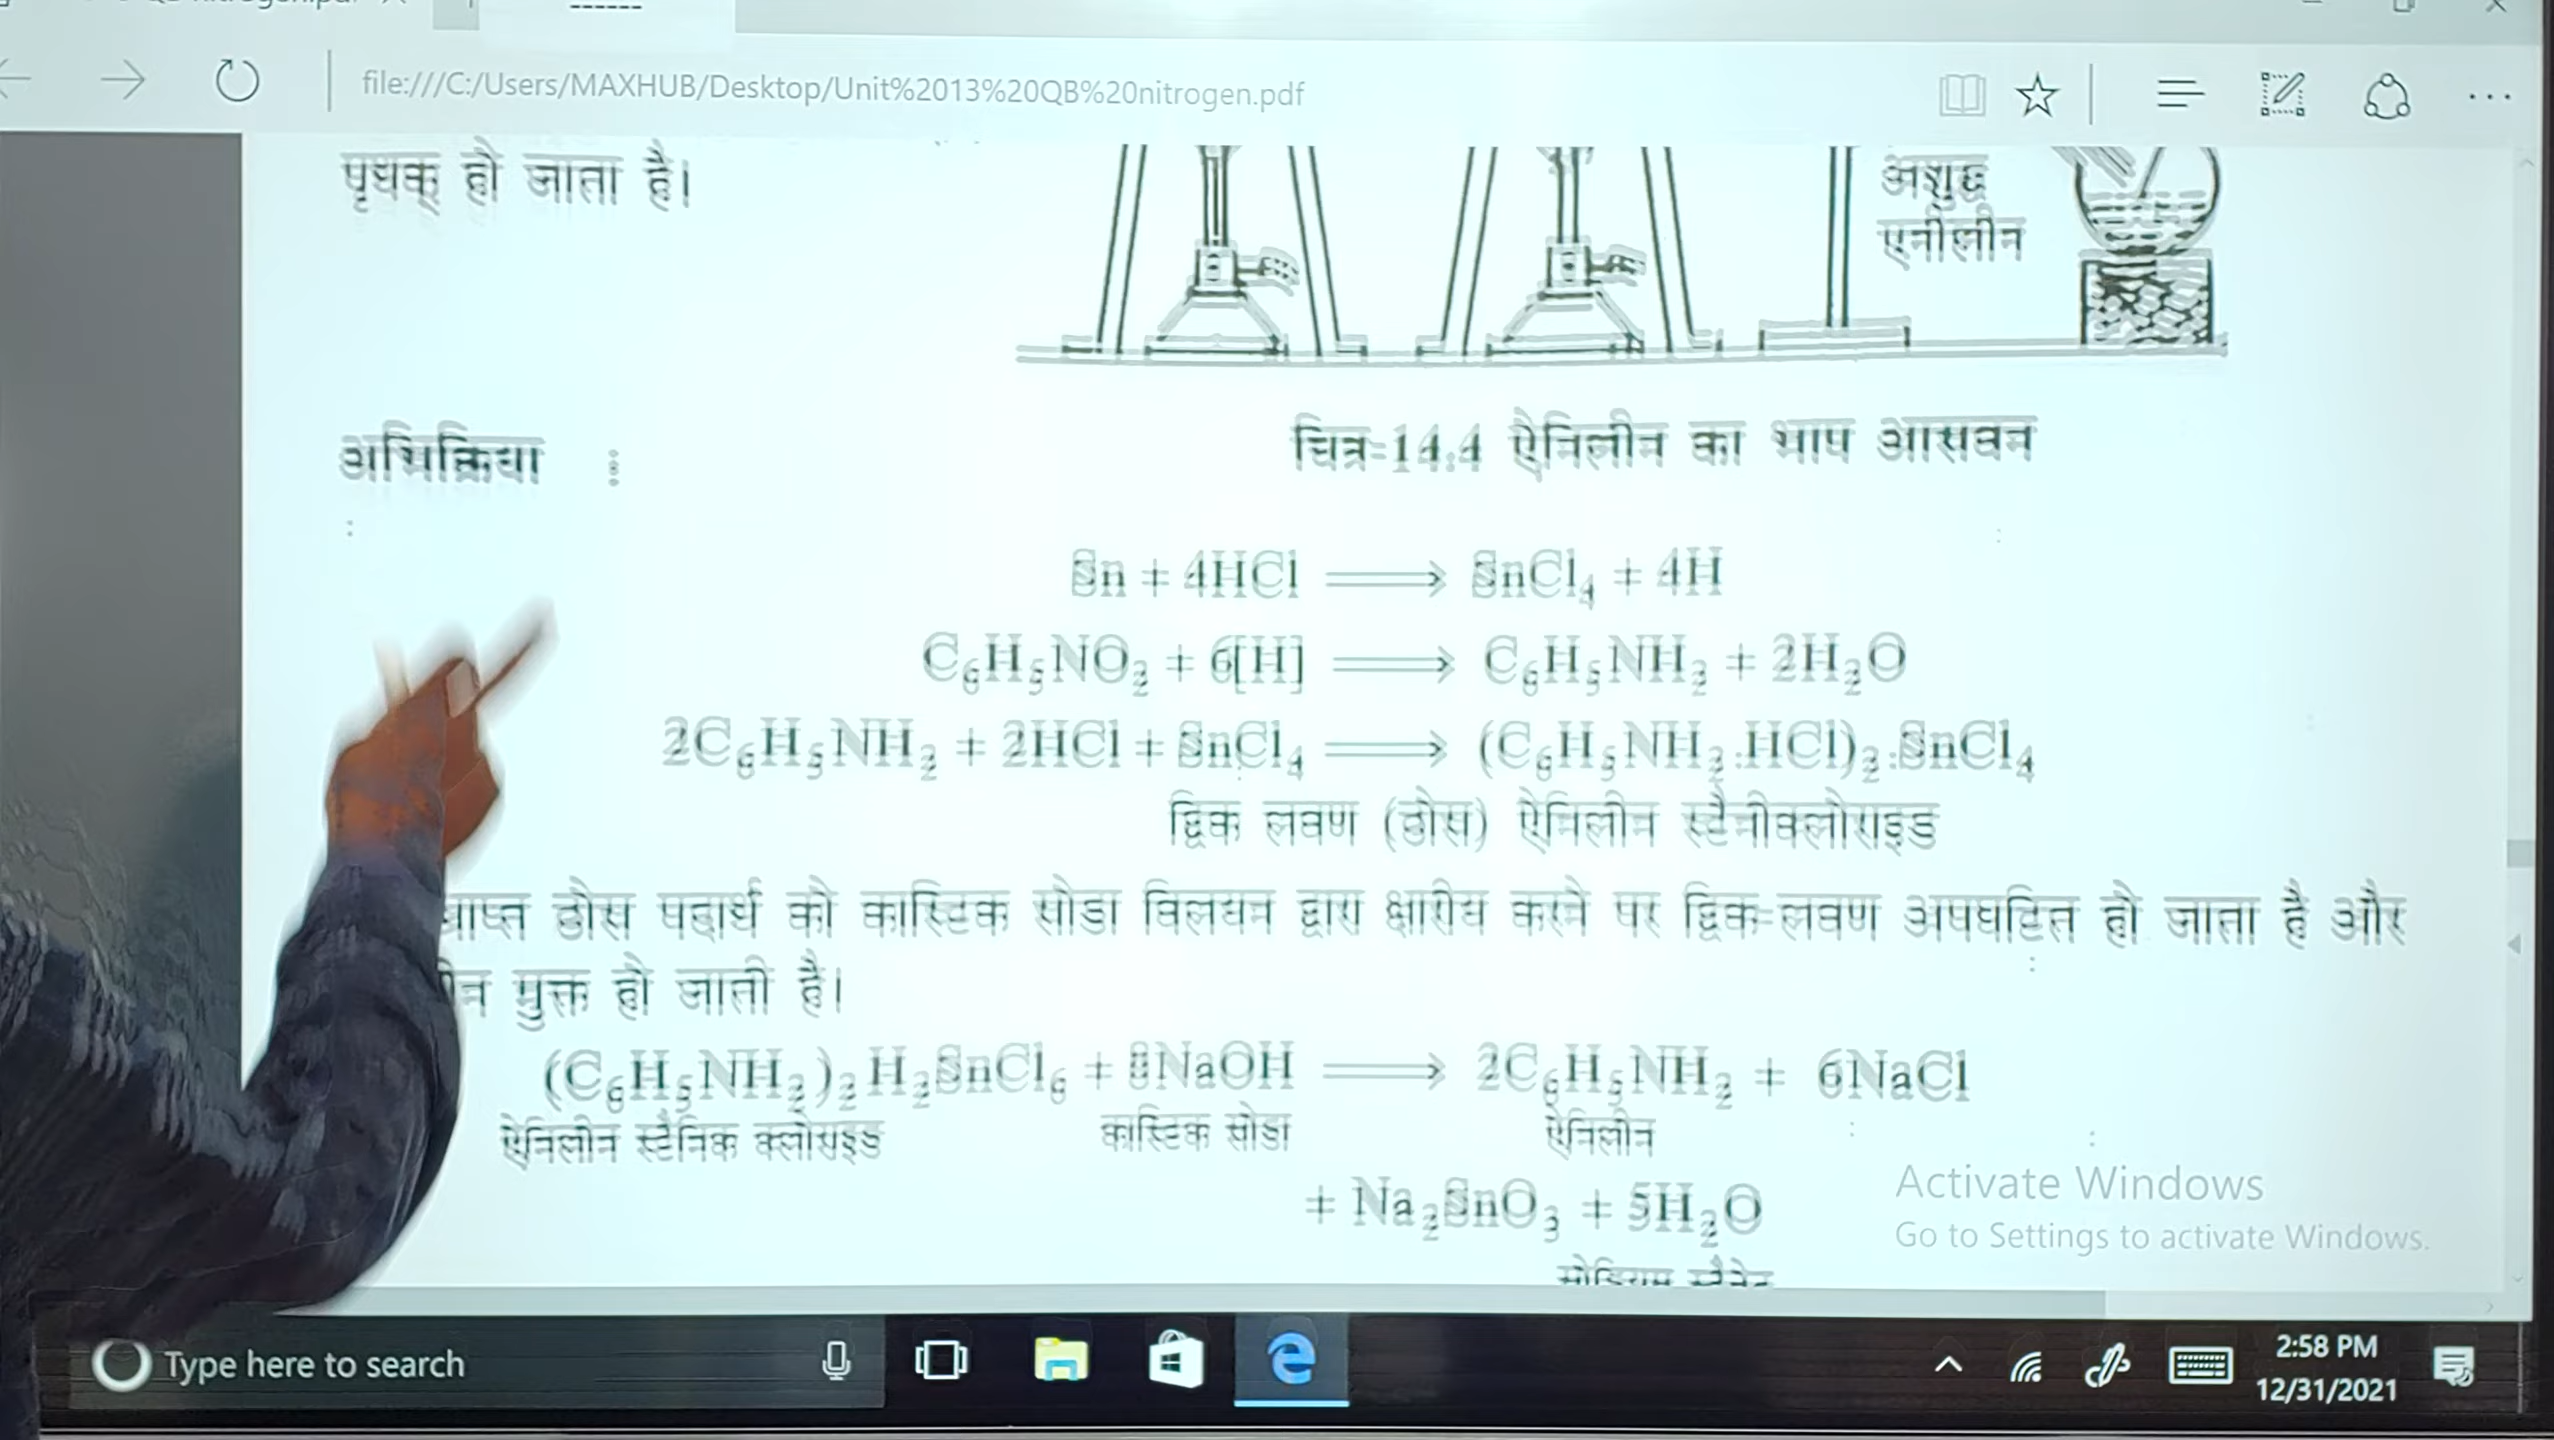 file:///C:/Users/MAXHUB/Desktop/Unit%2013%20QB%20nitrogen.pdf
पृथक् हो जाता है।
अशुद्ध
एनीलीन
चित्र-14.4 ऐनिलीन का भाप आसवन
अभिक्रिया :
Sn + 4HCl ⟶ SnCl₄ + 4H
C₆H₅NO₂ + 6[H] ⟶ C₆H₅NH₂ + 2H₂O
2C₆H₅NH₂ + 2HCl + SnCl₄ ⟶ (C₆H₅NH₂.HCl)₂.SnCl₄
द्विक लवण (ठोस) ऐनिलीन स्टैनीक्लोराइड
प्राप्त ठोस पदार्थ को कास्टिक सोडा विलयन द्वारा क्षारीय करने पर द्विक-लवण अपघटित हो जाता है और
मुक्त हो जाती है।
(C₆H₅NH₂)₂H₂SnCl₆ + 8NaOH ⟶ 2C₆H₅NH₂ + 6NaCl
ऐनिलीन स्टैनिक क्लोराइड कास्टिक सोडा ऐनिलीन
+ Na₂SnO₃ + 5H₂O
Activate Windows
Go to Settings to activate Windows.
Type here to search
2:58 PM
12/31/2021